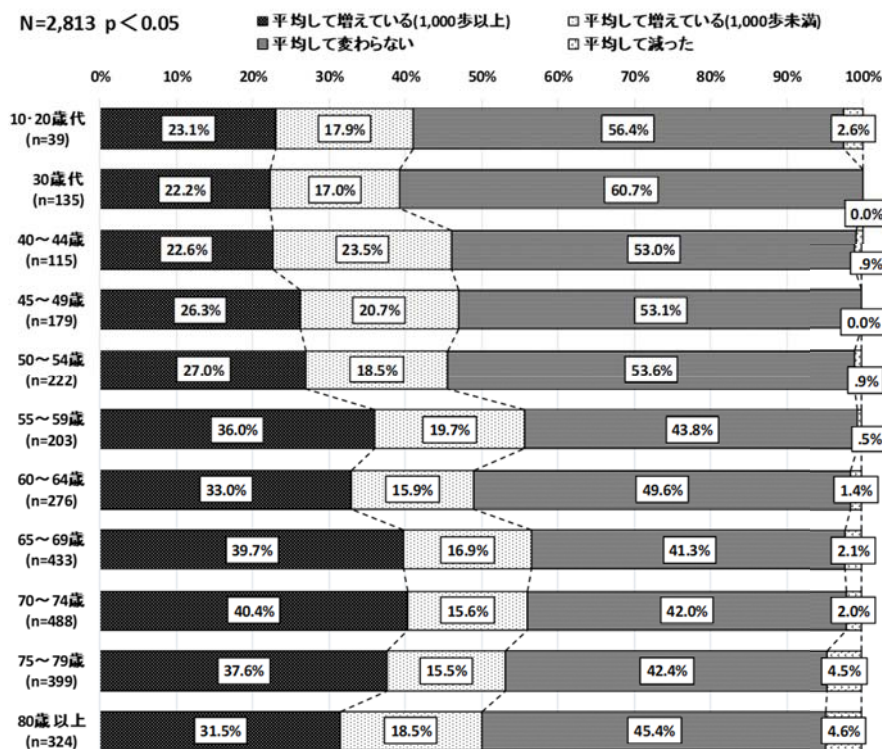 N=2,813 p＜0.05
平均して増えている(1,000歩以上)
平均して増えている(1,000歩未満)
平均して変わらない
平均して減った
0% 10% 20% 30% 40% 50% 60% 70% 80% 90% 100%
10･20歳代
(n=39)
23.1% 17.9% 56.4% 2.6%
30歳代
(n=135)
22.2% 17.0% 60.7% 0.0%
40～44歳
(n=115)
22.6% 23.5% 53.0% .9%
45～49歳
(n=179)
26.3% 20.7% 53.1% 0.0%
50～54歳
(n=222)
27.0% 18.5% 53.6% .9%
55～59歳
(n=203)
36.0% 19.7% 43.8% .5%
60～64歳
(n=276)
33.0% 15.9% 49.6% 1.4%
65～69歳
(n=433)
39.7% 16.9% 41.3% 2.1%
70～74歳
(n=488)
40.4% 15.6% 42.0% 2.0%
75～79歳
(n=399)
37.6% 15.5% 42.4% 4.5%
80歳以上
(n=324)
31.5% 18.5% 45.4% 4.6%